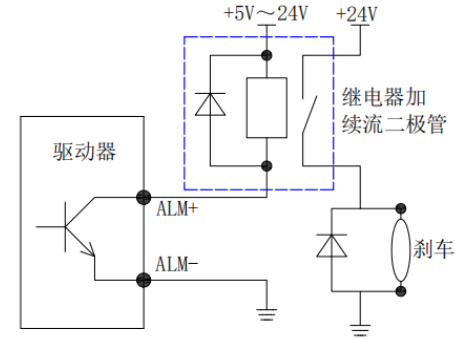 +5V～24V
+24V
继电器加
续流二极管
驱动器
ALM+
ALM-
刹车